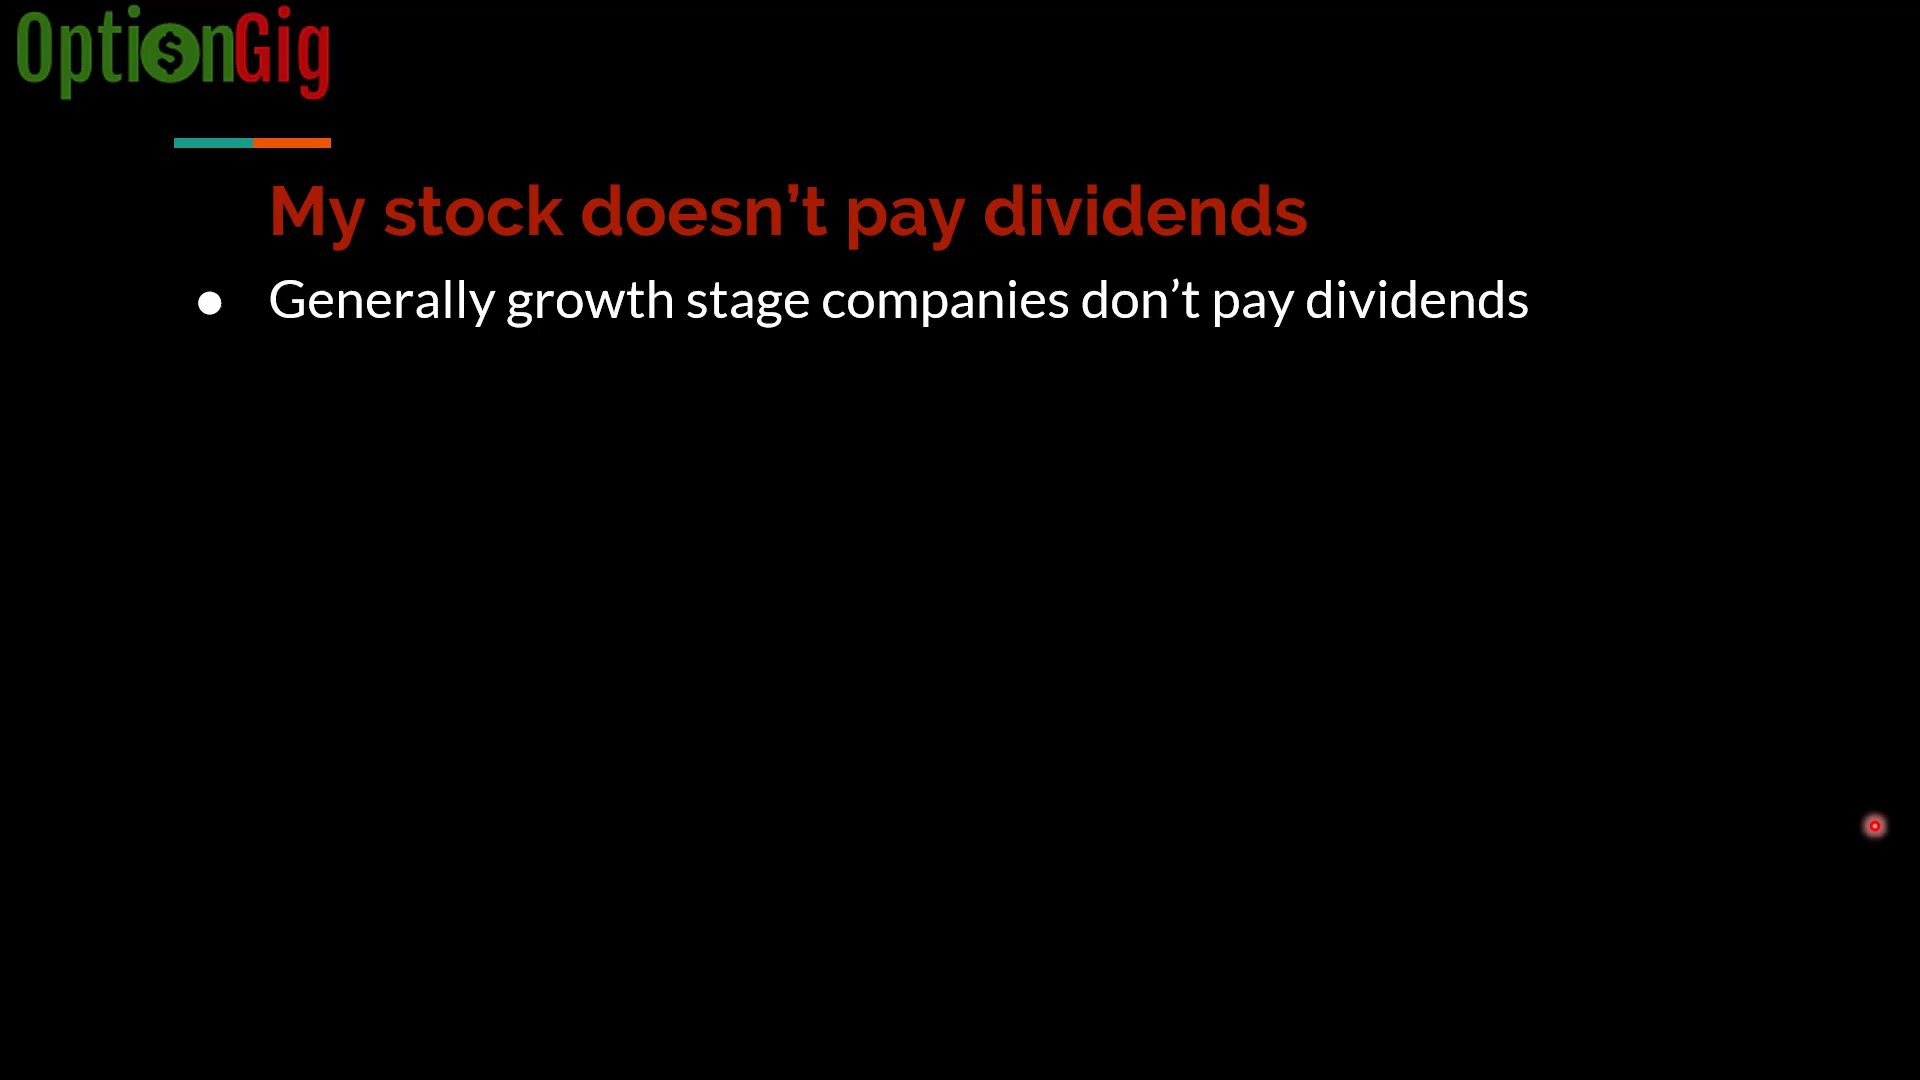 OptionGig
My stock doesn’t pay dividends
● Generally growth stage companies don’t pay dividends